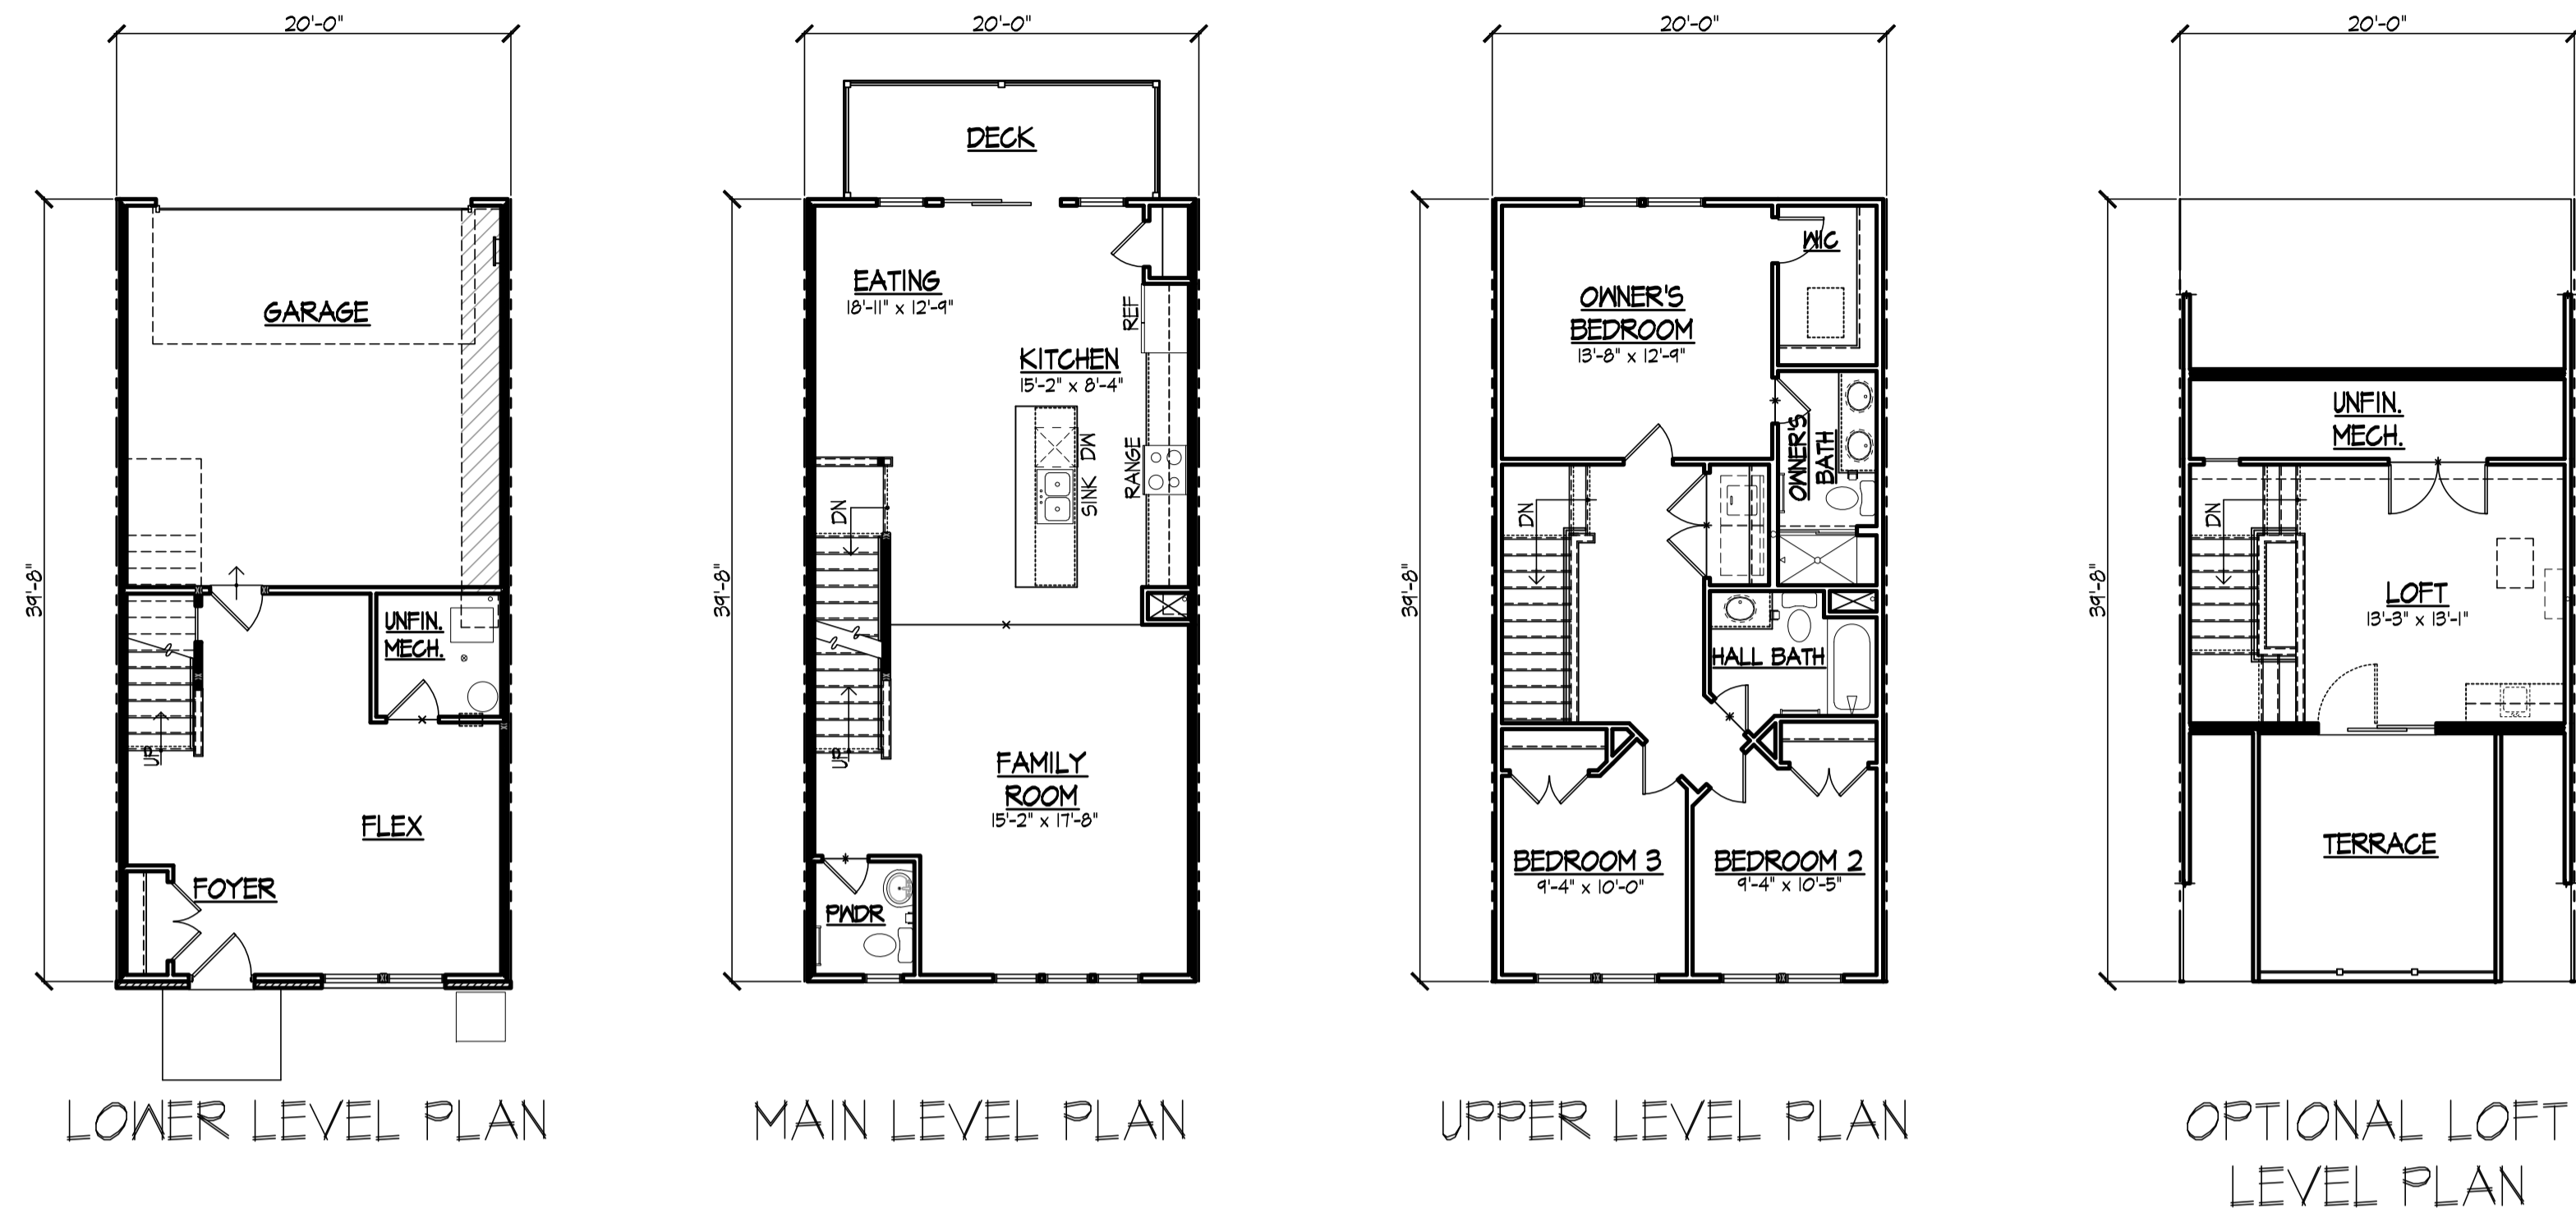 20'-0"
39'-8"
GARAGE
UNFIN.
MECH.
UP
FLEX
FOYER
LOWER LEVEL PLAN
20'-0"
39'-8"
DECK
EATING
18'-11" x 12'-9"
REF
KITCHEN
15'-2" x 8'-4"
DW
SINK
RANGE
DN
UP
FAMILY
ROOM
15'-2" x 17'-8"
PWDR
MAIN LEVEL PLAN
20'-0"
39'-8"
WIC
OWNER'S
BEDROOM
13'-8" x 12'-9"
OWNER'S
BATH
DN
HALL BATH
BEDROOM 3
9'-4" x 10'-0"
BEDROOM 2
9'-4" x 10'-5"
UPPER LEVEL PLAN
20'-0"
39'-8"
UNFIN.
MECH.
DN
LOFT
13'-3" x 13'-1"
TERRACE
OPTIONAL LOFT
LEVEL PLAN